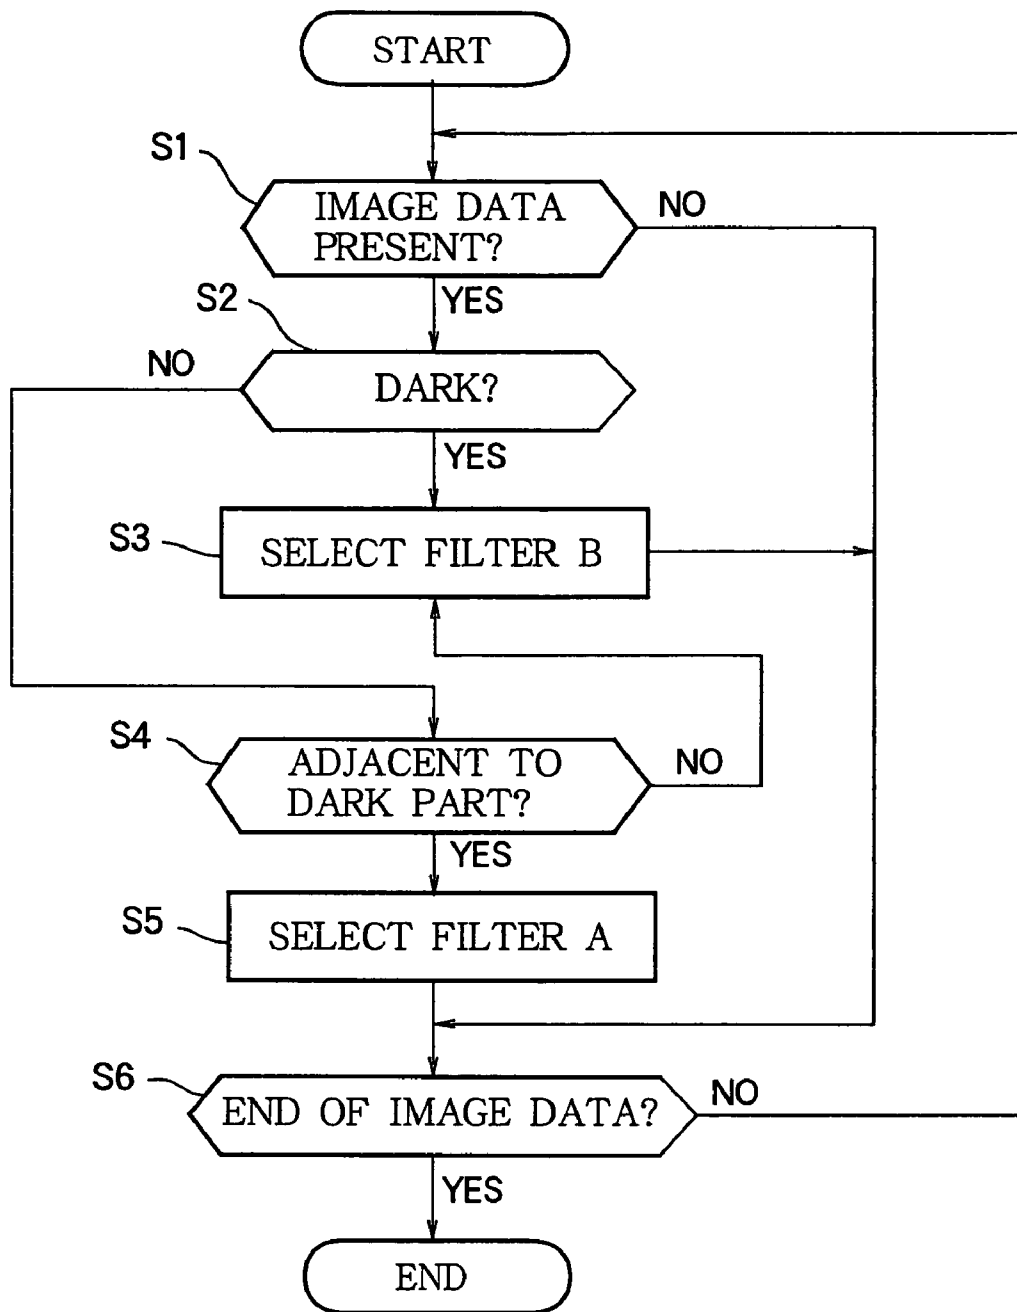 START
S1
IMAGE DATA
PRESENT?
NO
YES
S2
NO
DARK?
YES
S3
SELECT FILTER B
S4
ADJACENT TO
DARK PART?
NO
YES
S5
SELECT FILTER A
S6
END OF IMAGE DATA?
NO
YES
END